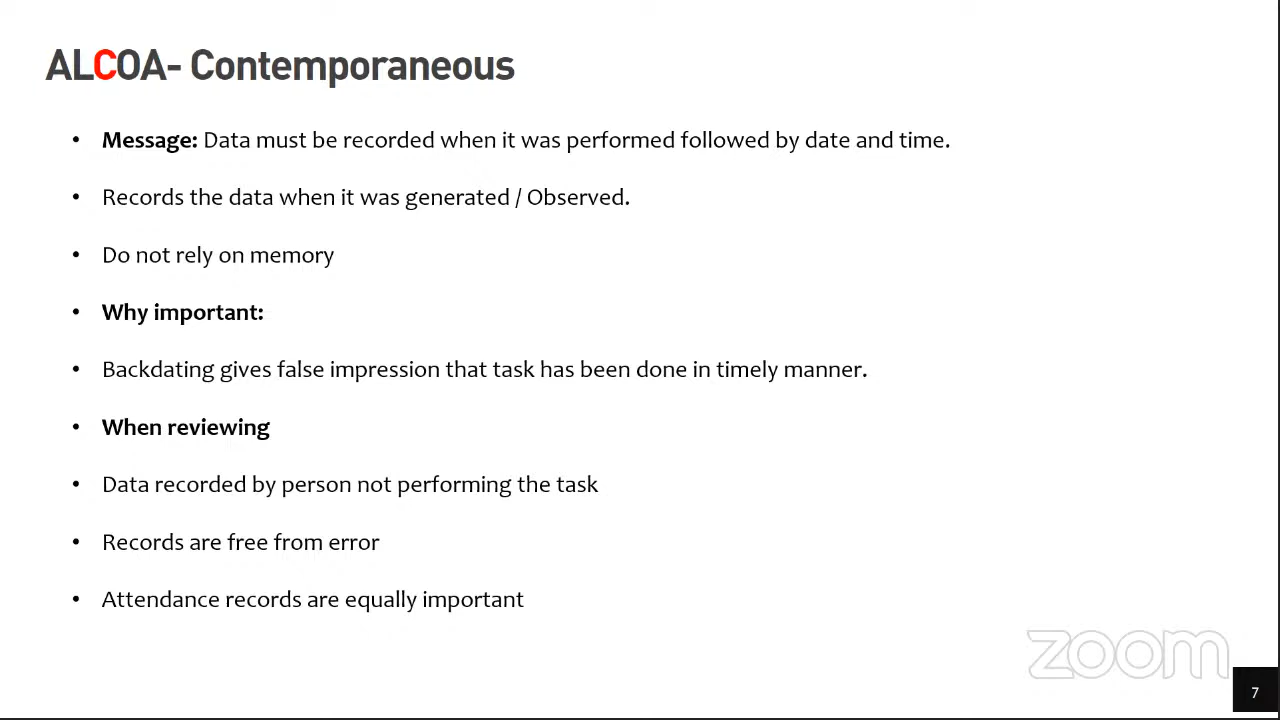 ALCOA- Contemporaneous
• Message: Data must be recorded when it was performed followed by date and time.
• Records the data when it was generated / Observed.
• Do not rely on memory
• Why important:
• Backdating gives false impression that task has been done in timely manner.
• When reviewing
• Data recorded by person not performing the task
• Records are free from error
• Attendance records are equally important
zoom
7